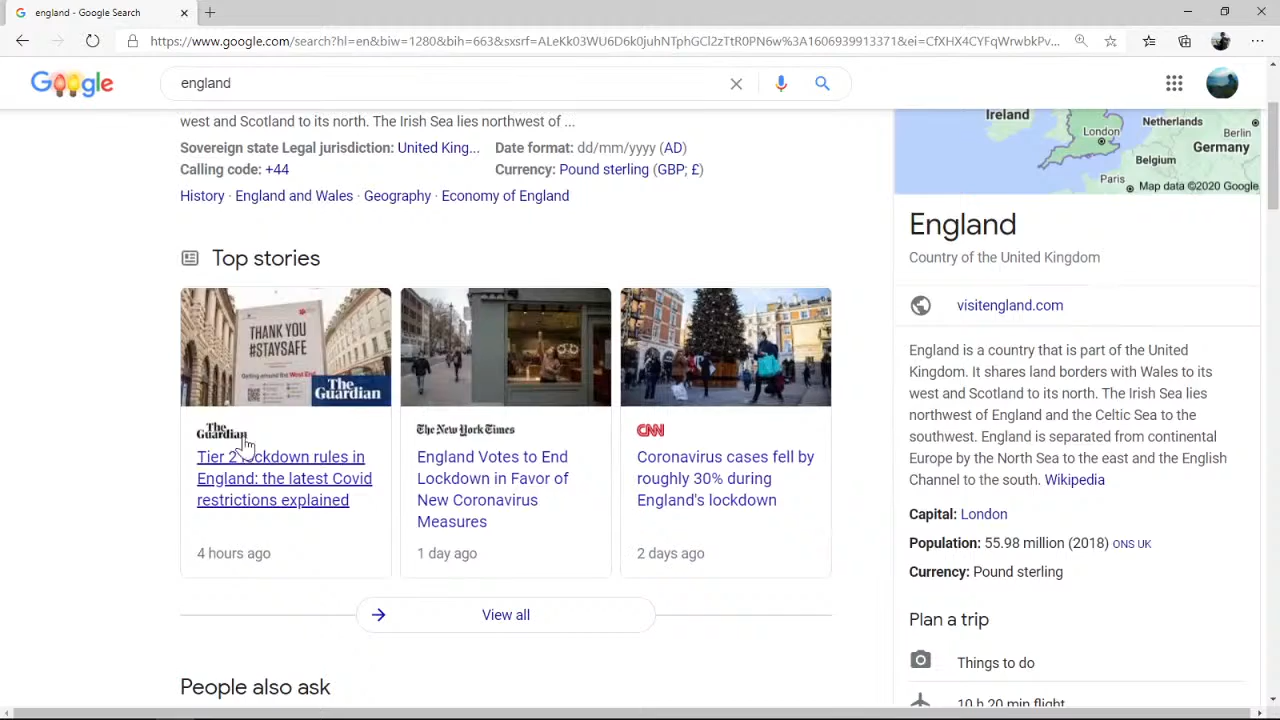 england - Google Search
https://www.google.com/search?hl=en&biw=1280&bih=663&sxsrf=ALeKk03WU6D6k0juhNTphGCl2zTtR0PN6w%3A1606939913371&ei=CfXHX4CYFqWrwbkPv...
Google
england
west and Scotland to its north. The Irish Sea lies northwest of ...
Sovereign state Legal jurisdiction: United King...
Date format: dd/mm/yyyy (AD)
Calling code: +44
Currency: Pound sterling (GBP; £)
History · England and Wales · Geography · Economy of England
Top stories
THANK YOU
#STAYSAFE
The
Guardian
The
Guardian
Tier 2 lockdown rules in
England: the latest Covid
restrictions explained
4 hours ago
The New York Times
England Votes to End
Lockdown in Favor of
New Coronavirus
Measures
1 day ago
CNN
Coronavirus cases fell by
roughly 30% during
England's lockdown
2 days ago
View all
People also ask
Ireland
London
Netherlands
Berlin
Germany
Belgium
Paris
Map data ©2020 Google
England
Country of the United Kingdom
visitengland.com
England is a country that is part of the United
Kingdom. It shares land borders with Wales to its
west and Scotland to its north. The Irish Sea lies
northwest of England and the Celtic Sea to the
southwest. England is separated from continental
Europe by the North Sea to the east and the English
Channel to the south. Wikipedia
Capital: London
Population: 55.98 million (2018) ONS UK
Currency: Pound sterling
Plan a trip
Things to do
10 h 20 min flight